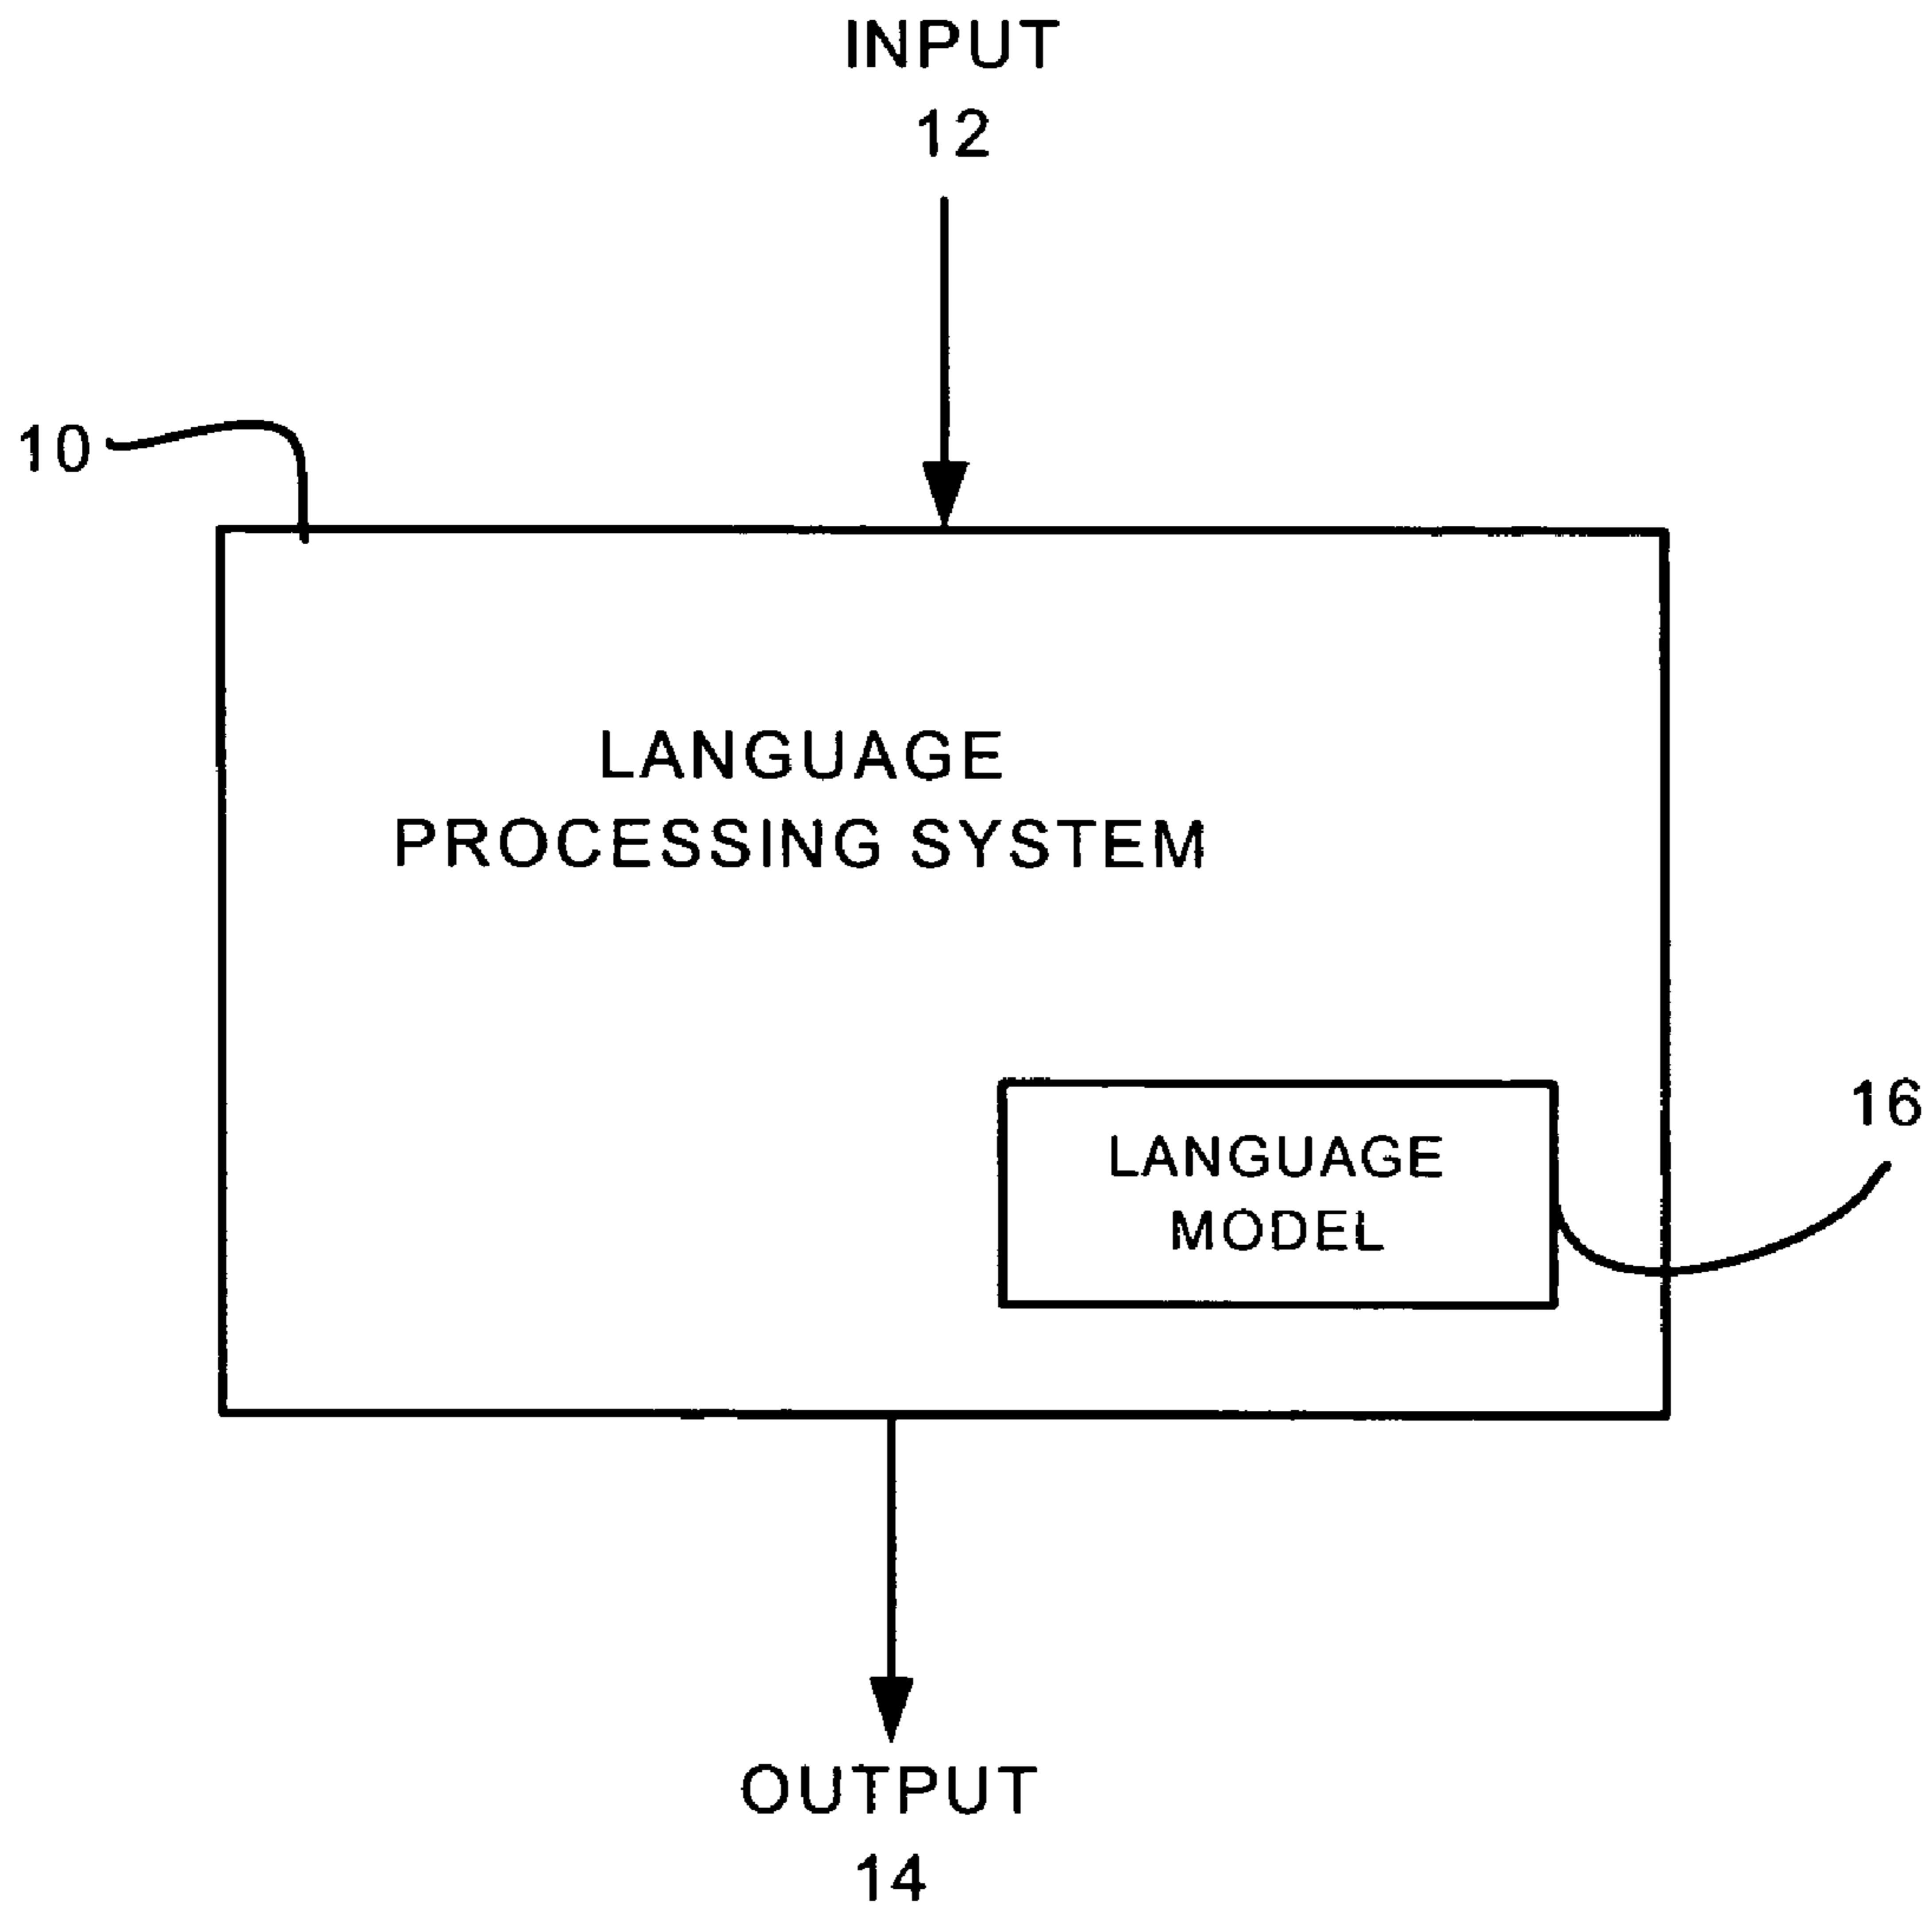 INPUT
12
10
LANGUAGE
PROCESSING SYSTEM
16
LANGUAGE
MODEL
OUTPUT
14